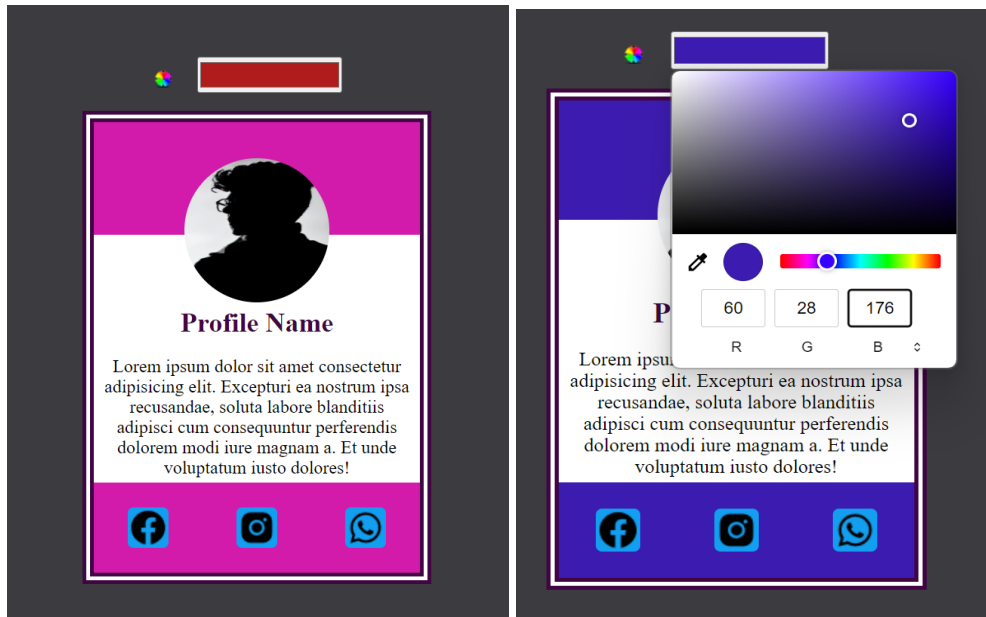 Profile Name
Lorem ipsum dolor sit amet consectetur
adipisicing elit. Excepturi ea nostrum ipsa
recusandae, soluta labore blanditiis
adipisci cum consequuntur perferendis
dolorem modi iure magnam a. Et unde
voluptatum iusto dolores!
60 28 176
R G B
P
Lorem ipsu
adipisicing elit. Excepturi ea nostrum ipsa
recusandae, soluta labore blanditiis
adipisci cum consequuntur perferendis
dolorem modi iure magnam a. Et unde
voluptatum iusto dolores!